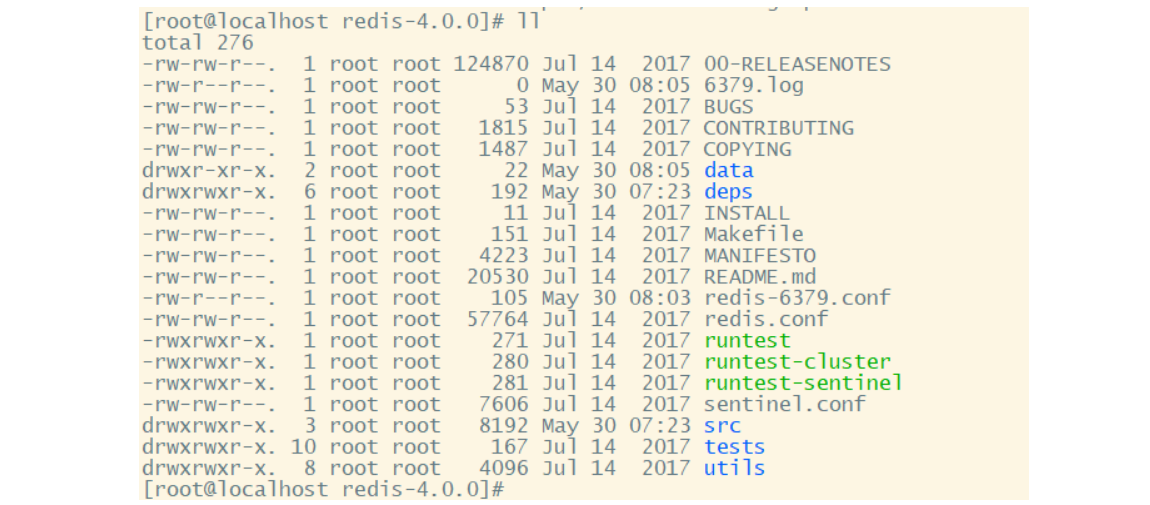 [root@localhost redis-4.0.0]# ll
total 276
-rw-rw-r--.  1 root root 124870 Jul 14  2017 00-RELEASENOTES
-rw-r--r--.  1 root root      0 May 30 08:05 6379.log
-rw-rw-r--.  1 root root     53 Jul 14  2017 BUGS
-rw-rw-r--.  1 root root   1815 Jul 14  2017 CONTRIBUTING
-rw-rw-r--.  1 root root   1487 Jul 14  2017 COPYING
drwxr-xr-x.  2 root root     22 May 30 08:05 data
drwxrwxr-x.  6 root root    192 May 30 07:23 deps
-rw-rw-r--.  1 root root     11 Jul 14  2017 INSTALL
-rw-rw-r--.  1 root root    151 Jul 14  2017 Makefile
-rw-rw-r--.  1 root root   4223 Jul 14  2017 MANIFESTO
-rw-rw-r--.  1 root root  20530 Jul 14  2017 README.md
-rw-r--r--.  1 root root    105 May 30 08:03 redis-6379.conf
-rw-rw-r--.  1 root root  57764 Jul 14  2017 redis.conf
-rwxrwxr-x.  1 root root    271 Jul 14  2017 runtest
-rwxrwxr-x.  1 root root    280 Jul 14  2017 runtest-cluster
-rwxrwxr-x.  1 root root    281 Jul 14  2017 runtest-sentinel
-rw-rw-r--.  1 root root   7606 Jul 14  2017 sentinel.conf
drwxrwxr-x.  3 root root   8192 May 30 07:23 src
drwxrwxr-x. 10 root root    167 Jul 14  2017 tests
drwxrwxr-x.  8 root root   4096 Jul 14  2017 utils
[root@localhost redis-4.0.0]#